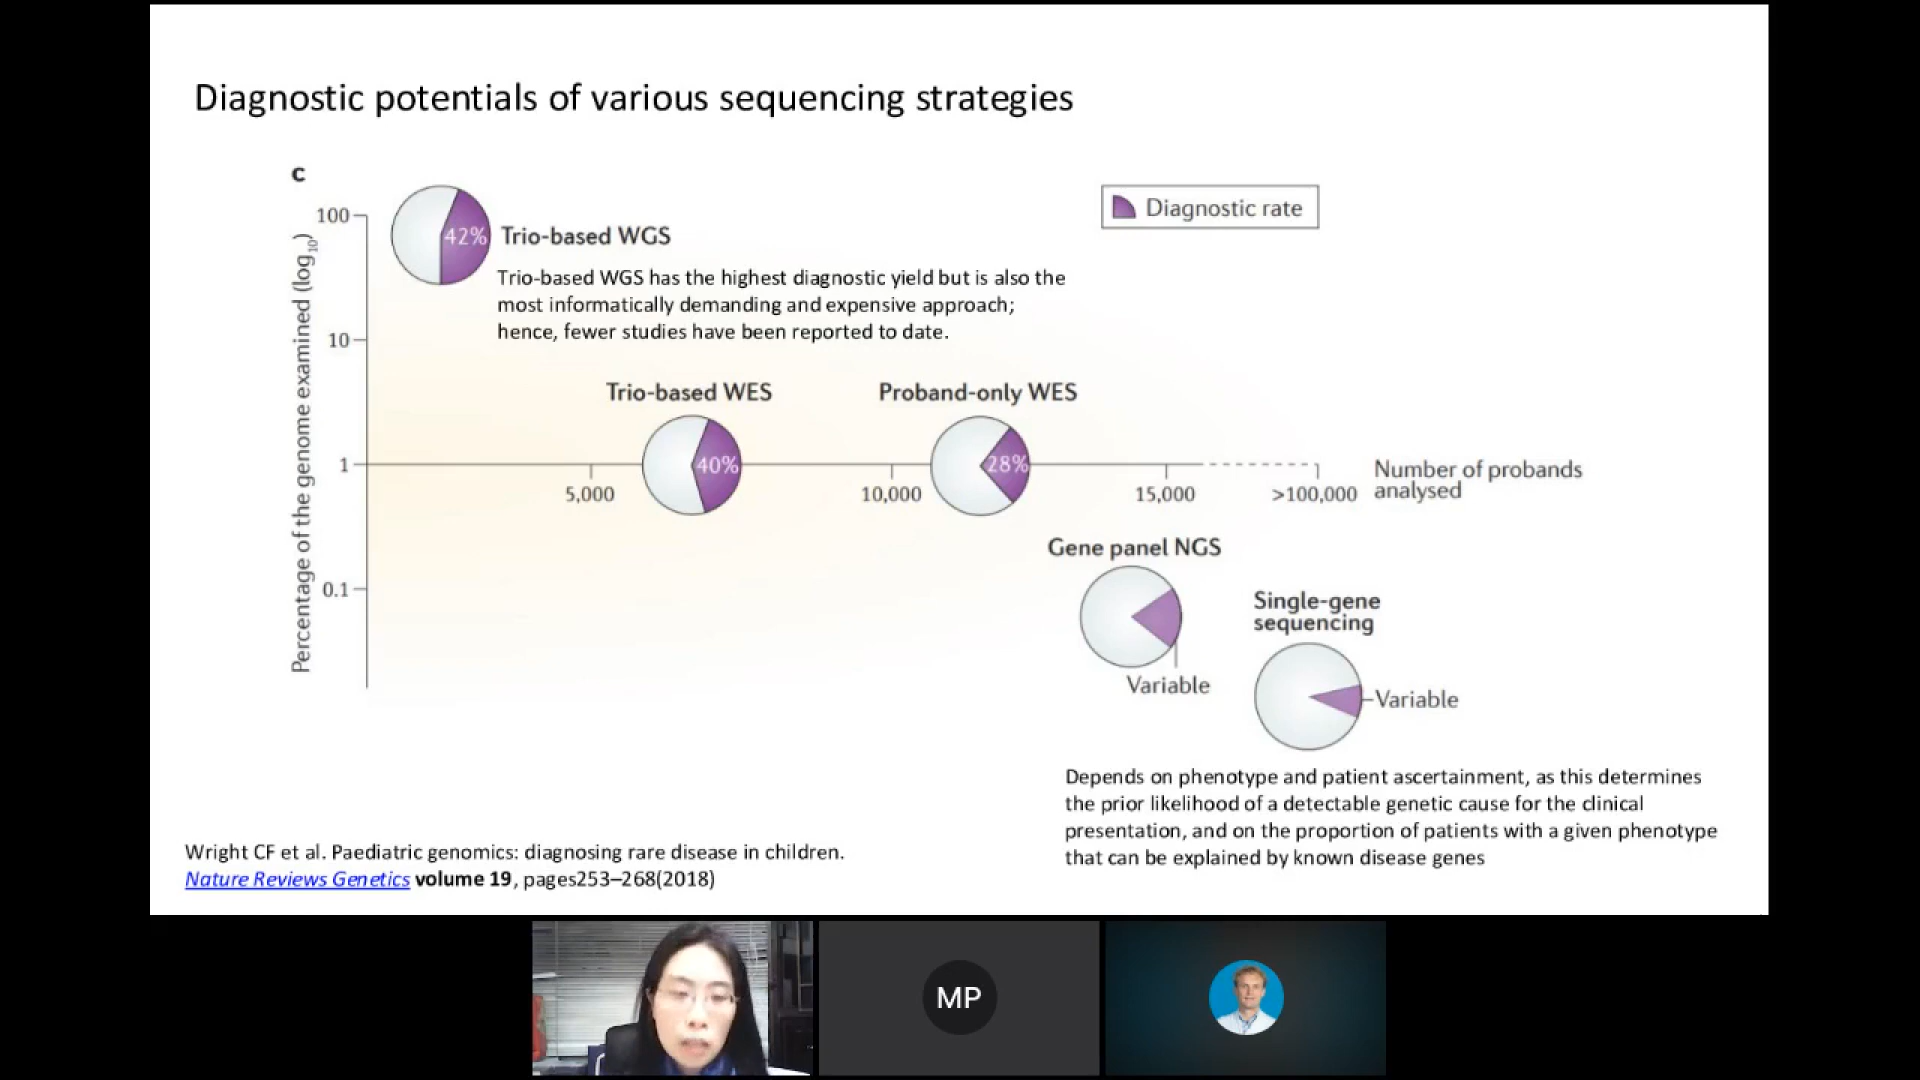 Diagnostic potentials of various sequencing strategies
c
Diagnostic rate
100
10
1
0.1
Percentage of the genome examined (log10)
42%
Trio-based WGS
Trio-based WGS has the highest diagnostic yield but is also the
most informatically demanding and expensive approach;
hence, fewer studies have been reported to date.
Trio-based WES
Proband-only WES
40%
28%
5,000
10,000
15,000
>100,000
Number of probands
analysed
Gene panel NGS
Variable
Single-gene
sequencing
Variable
Depends on phenotype and patient ascertainment, as this determines
the prior likelihood of a detectable genetic cause for the clinical
presentation, and on the proportion of patients with a given phenotype
that can be explained by known disease genes
Wright CF et al. Paediatric genomics: diagnosing rare disease in children.
Nature Reviews Genetics volume 19, pages253–268(2018)
MP